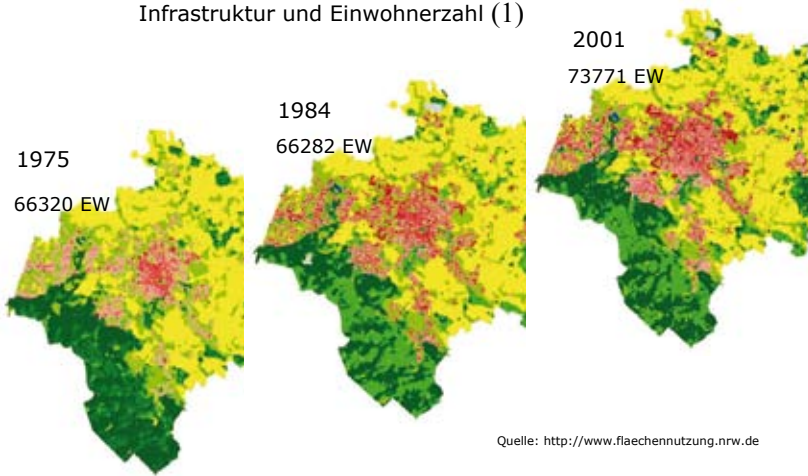 Infrastruktur und Einwohnerzahl (1)
1975
66320 EW
1984
66282 EW
2001
73771 EW
Quelle: http://www.flaechennutzung.nrw.de